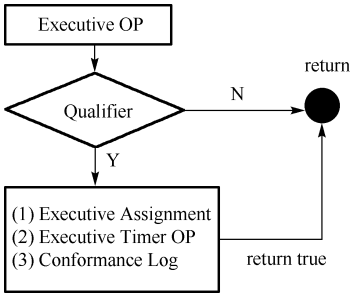 Executive OP
return
Qualifier
N
Y
(1) Executive Assignment
(2) Executive Timer OP
(3) Conformance Log
return true